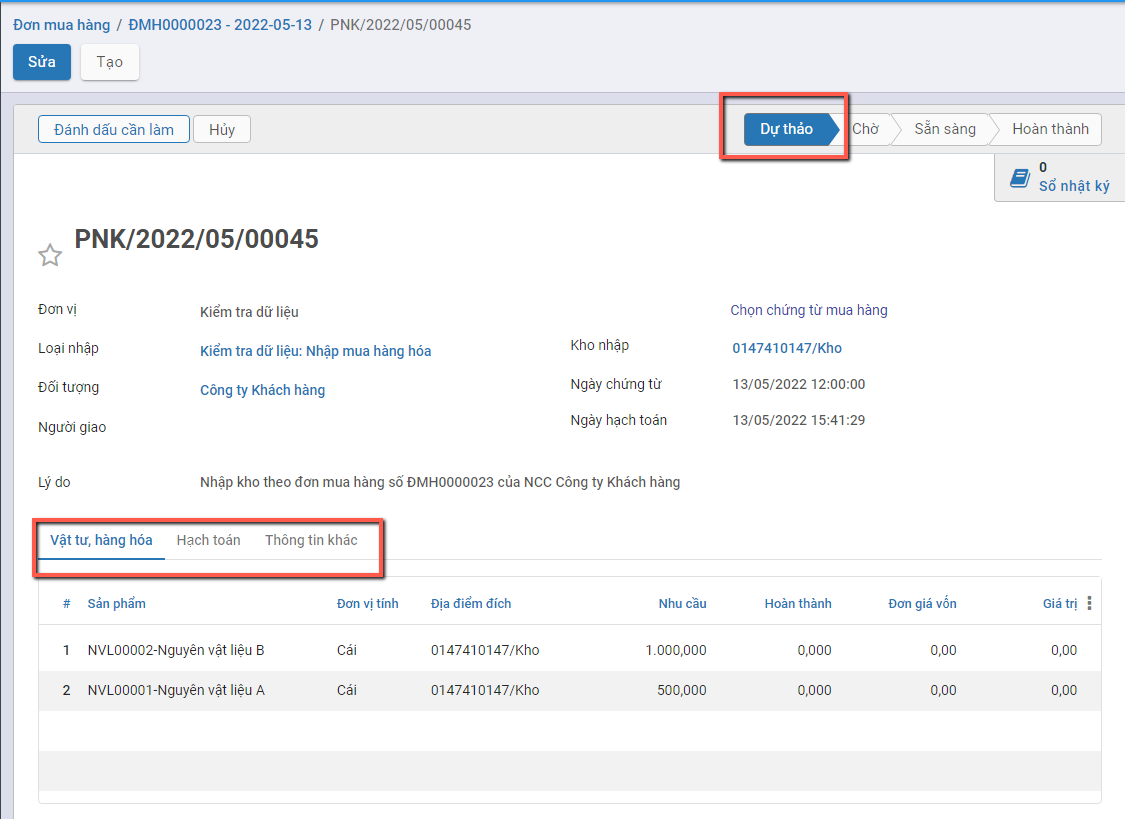 Đơn mua hàng / ĐMH0000023 - 2022-05-13 / PNK/2022/05/00045
Sửa Tạo
Đánh dấu cần làm Hủy Dự thảo Chờ Sẵn sàng Hoàn thành
0
Sổ nhật ký
PNK/2022/05/00045
Đơn vị Kiểm tra dữ liệu Chọn chứng từ mua hàng
Loại nhập Kiểm tra dữ liệu: Nhập mua hàng hóa Kho nhập 0147410147/Kho
Đối tượng Công ty Khách hàng Ngày chứng từ 13/05/2022 12:00:00
Người giao Ngày hạch toán 13/05/2022 15:41:29
Lý do Nhập kho theo đơn mua hàng số ĐMH0000023 của NCC Công ty Khách hàng
Vật tư, hàng hóa Hạch toán Thông tin khác
# Sản phẩm Đơn vị tính Địa điểm đích Nhu cầu Hoàn thành Đơn giá vốn Giá trị
1 NVL00002-Nguyên vật liệu B Cái 0147410147/Kho 1.000,000 0,000 0,00 0,00
2 NVL00001-Nguyên vật liệu A Cái 0147410147/Kho 500,000 0,000 0,00 0,00